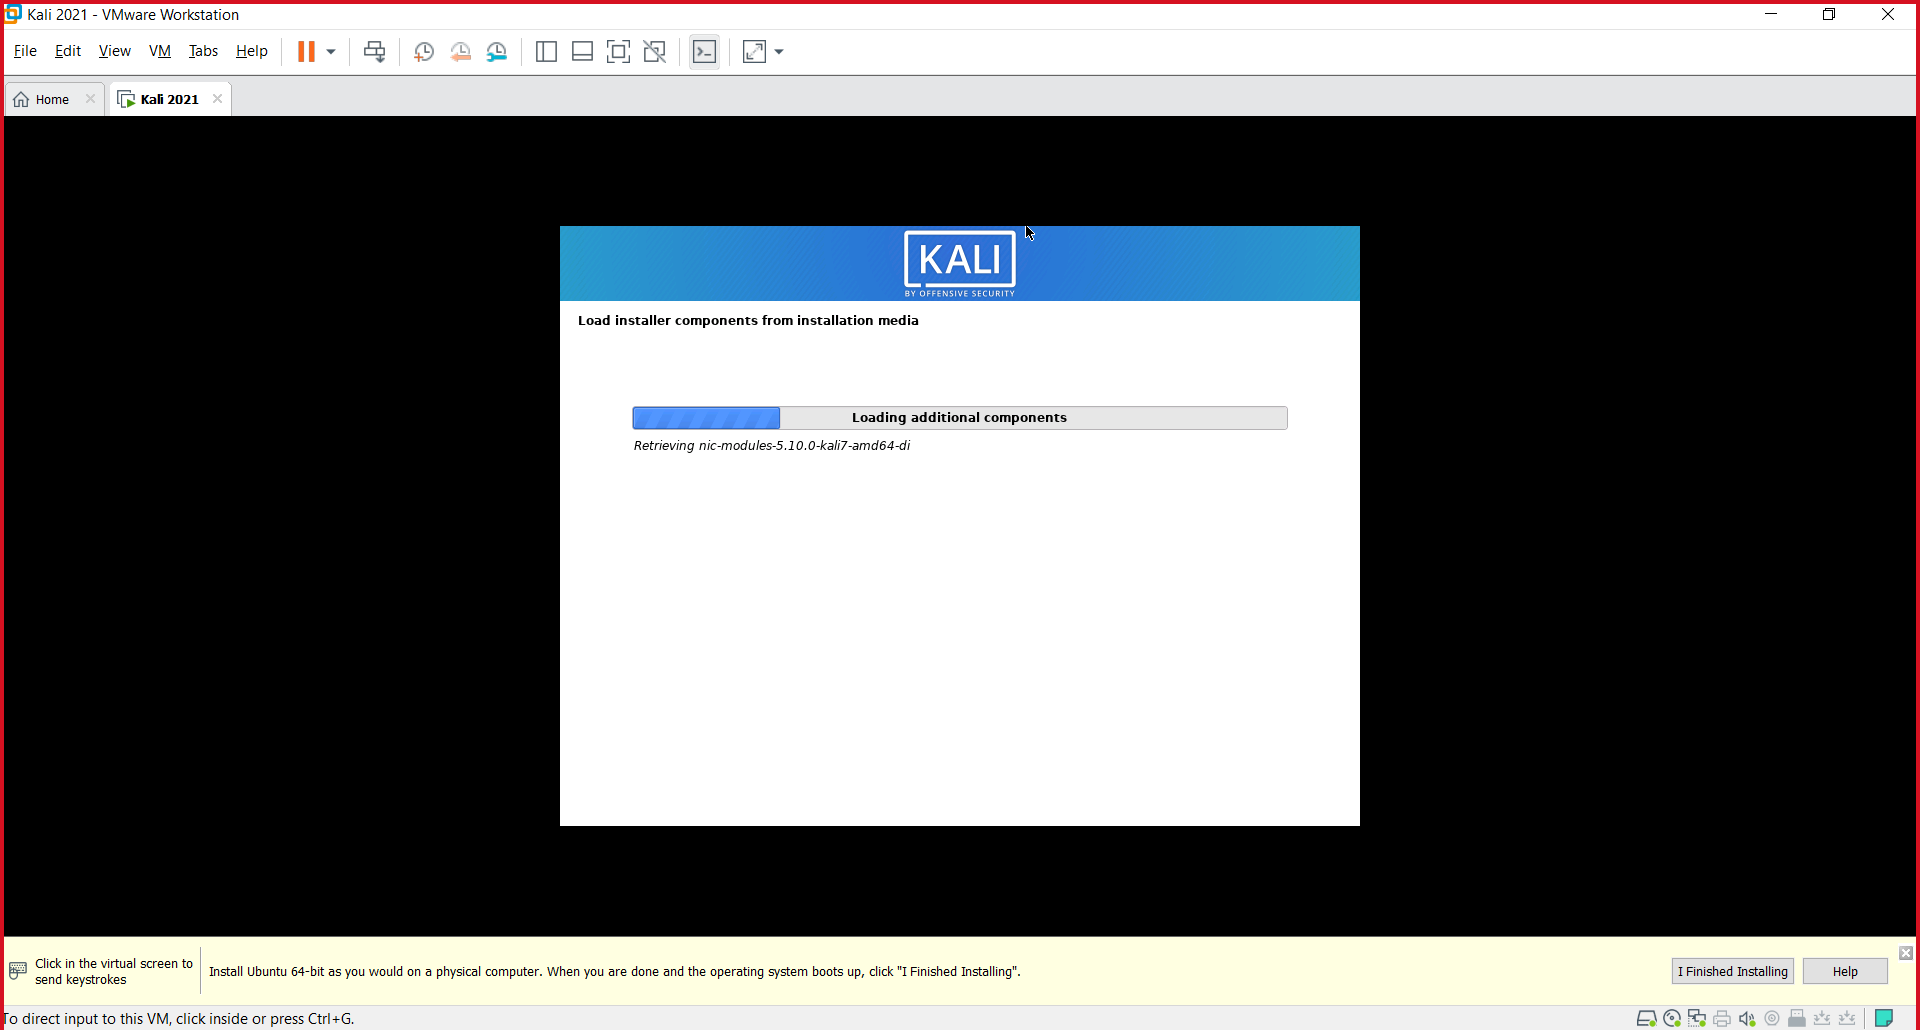 Kali 2021 - VMware Workstation
File Edit View VM Tabs Help
Home Kali 2021
KALI
BY OFFENSIVE SECURITY
Load installer components from installation media
Loading additional components
Retrieving nic-modules-5.10.0-kali7-amd64-di
Click in the virtual screen to
send keystrokes
Install Ubuntu 64-bit as you would on a physical computer. When you are done and the operating system boots up, click "I Finished Installing".
I Finished Installing Help
To direct input to this VM, click inside or press Ctrl+G.